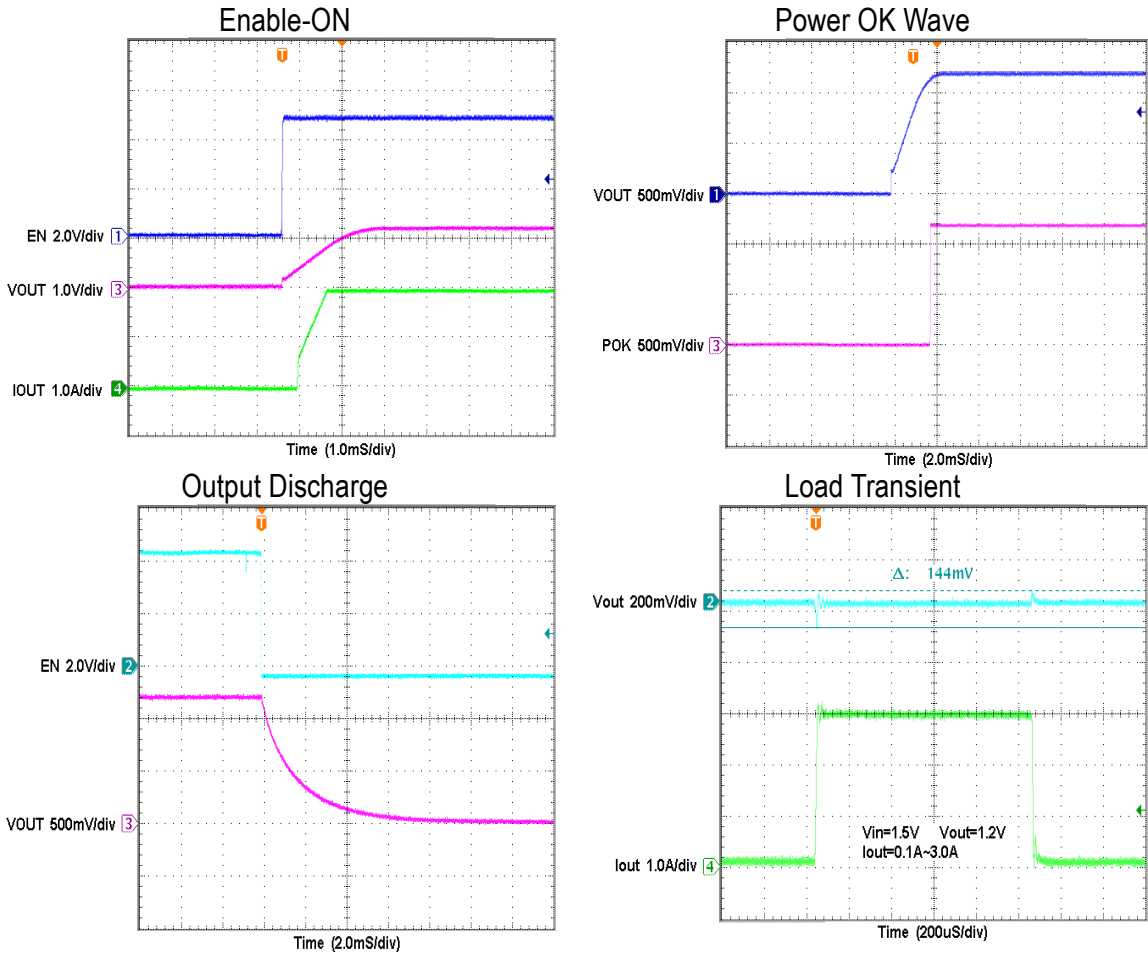 Enable-ON
T
EN 2.0V/div 1
VOUT 1.0V/div 3
IOUT 1.0A/div 4
Time (1.0mS/div)
Power OK Wave
T
VOUT 500mV/div 1
POK 500mV/div 3
Time (2.0mS/div)
Output Discharge
T
EN 2.0V/div 2
VOUT 500mV/div 3
Time (2.0mS/div)
Load Transient
T
Δ: 144mV
Vout 200mV/div 2
Vin=1.5V Vout=1.2V
Iout=0.1A~3.0A
Iout 1.0A/div 4
Time (200uS/div)